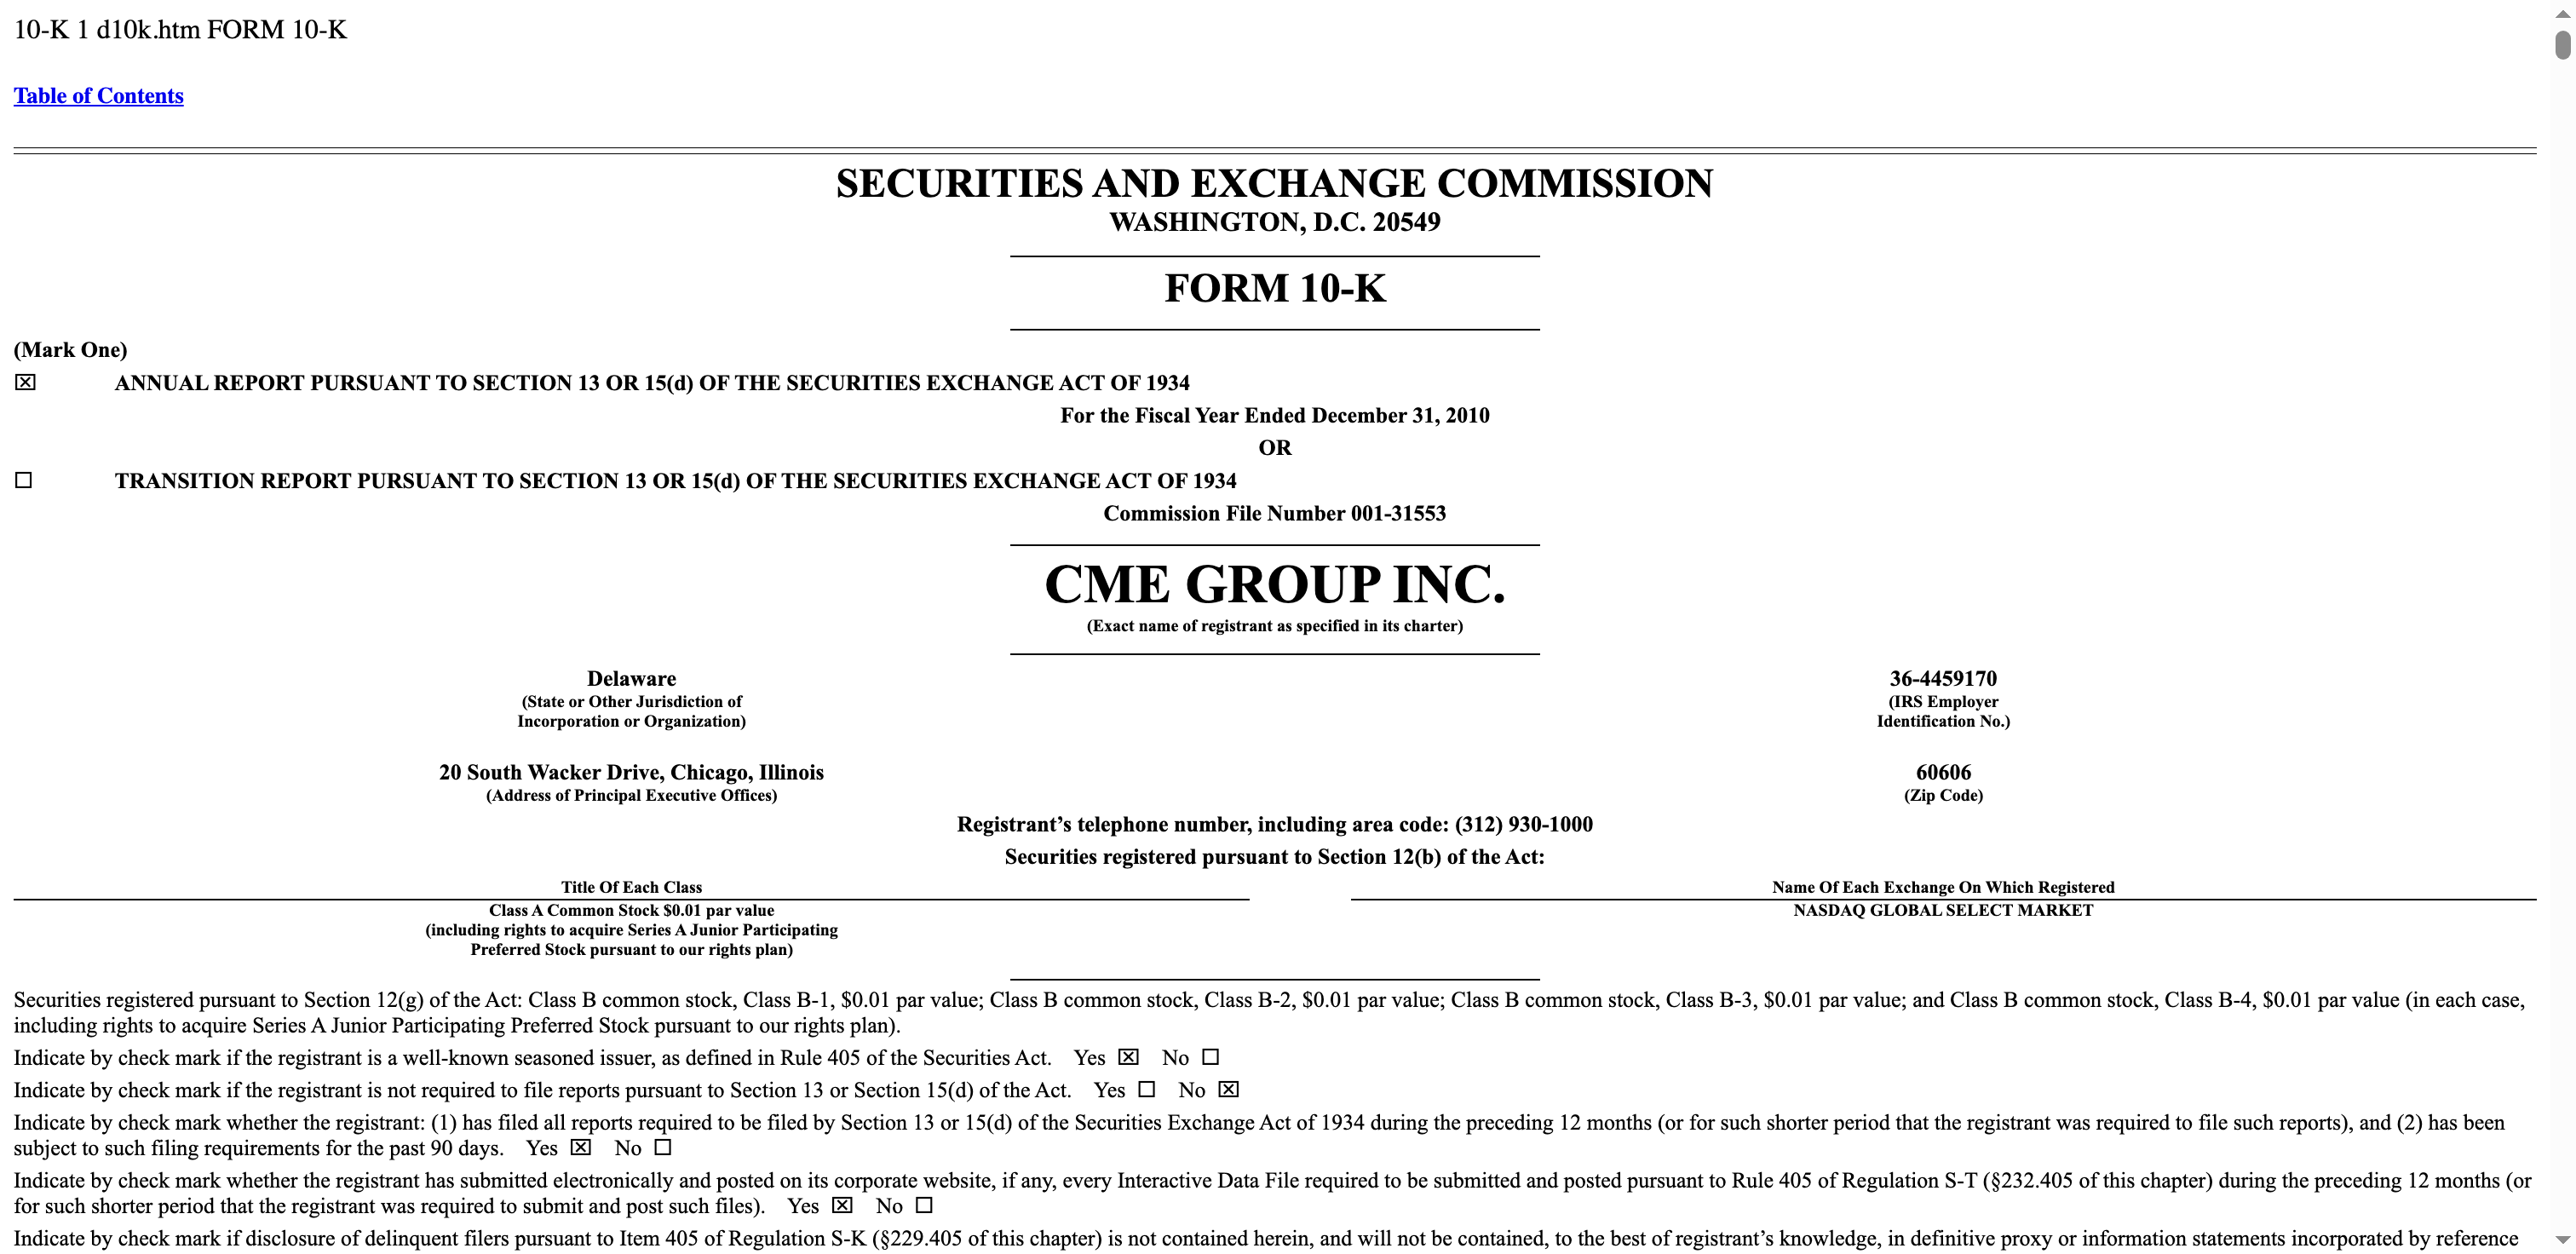 10-K 1 d10k.htm FORM 10-K
Table of Contents
SECURITIES AND EXCHANGE COMMISSION
WASHINGTON, D.C. 20549
FORM 10-K
(Mark One)
☒ ANNUAL REPORT PURSUANT TO SECTION 13 OR 15(d) OF THE SECURITIES EXCHANGE ACT OF 1934
For the Fiscal Year Ended December 31, 2010
OR
☐ TRANSITION REPORT PURSUANT TO SECTION 13 OR 15(d) OF THE SECURITIES EXCHANGE ACT OF 1934
Commission File Number 001-31553
CME GROUP INC.
(Exact name of registrant as specified in its charter)
Delaware
(State or Other Jurisdiction of
Incorporation or Organization)
36-4459170
(IRS Employer
Identification No.)
20 South Wacker Drive, Chicago, Illinois
(Address of Principal Executive Offices)
60606
(Zip Code)
Registrant’s telephone number, including area code: (312) 930-1000
Securities registered pursuant to Section 12(b) of the Act:
Title Of Each Class
Name Of Each Exchange On Which Registered
Class A Common Stock $0.01 par value
(including rights to acquire Series A Junior Participating
Preferred Stock pursuant to our rights plan)
NASDAQ GLOBAL SELECT MARKET
Securities registered pursuant to Section 12(g) of the Act: Class B common stock, Class B-1, $0.01 par value; Class B common stock, Class B-2, $0.01 par value; Class B common stock, Class B-3, $0.01 par value; and Class B common stock, Class B-4, $0.01 par value (in each case,
including rights to acquire Series A Junior Participating Preferred Stock pursuant to our rights plan).
Indicate by check mark if the registrant is a well-known seasoned issuer, as defined in Rule 405 of the Securities Act. Yes ☒ No ☐
Indicate by check mark if the registrant is not required to file reports pursuant to Section 13 or Section 15(d) of the Act. Yes ☐ No ☒
Indicate by check mark whether the registrant: (1) has filed all reports required to be filed by Section 13 or 15(d) of the Securities Exchange Act of 1934 during the preceding 12 months (or for such shorter period that the registrant was required to file such reports), and (2) has been
subject to such filing requirements for the past 90 days. Yes ☒ No ☐
Indicate by check mark whether the registrant has submitted electronically and posted on its corporate website, if any, every Interactive Data File required to be submitted and posted pursuant to Rule 405 of Regulation S-T (§232.405 of this chapter) during the preceding 12 months (or
for such shorter period that the registrant was required to submit and post such files). Yes ☒ No ☐
Indicate by check mark if disclosure of delinquent filers pursuant to Item 405 of Regulation S-K (§229.405 of this chapter) is not contained herein, and will not be contained, to the best of registrant’s knowledge, in definitive proxy or information statements incorporated by reference